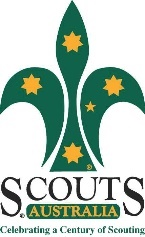 ®
SCOUTS
® AUSTRALIA
Celebrating a Century of Scouting